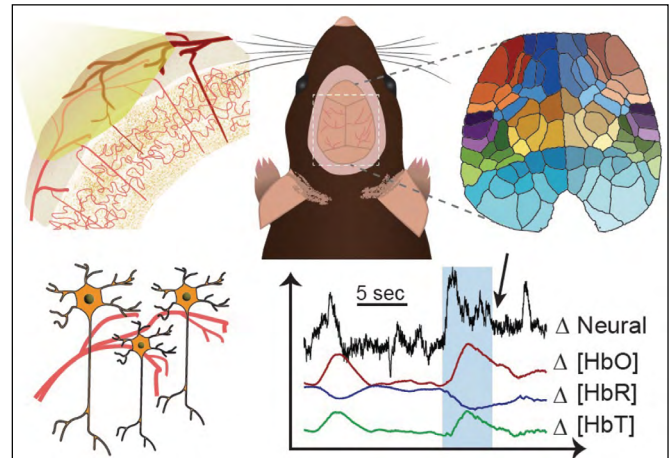 5 sec
Δ Neural
Δ [HbO]
Δ [HbR]
Δ [HbT]